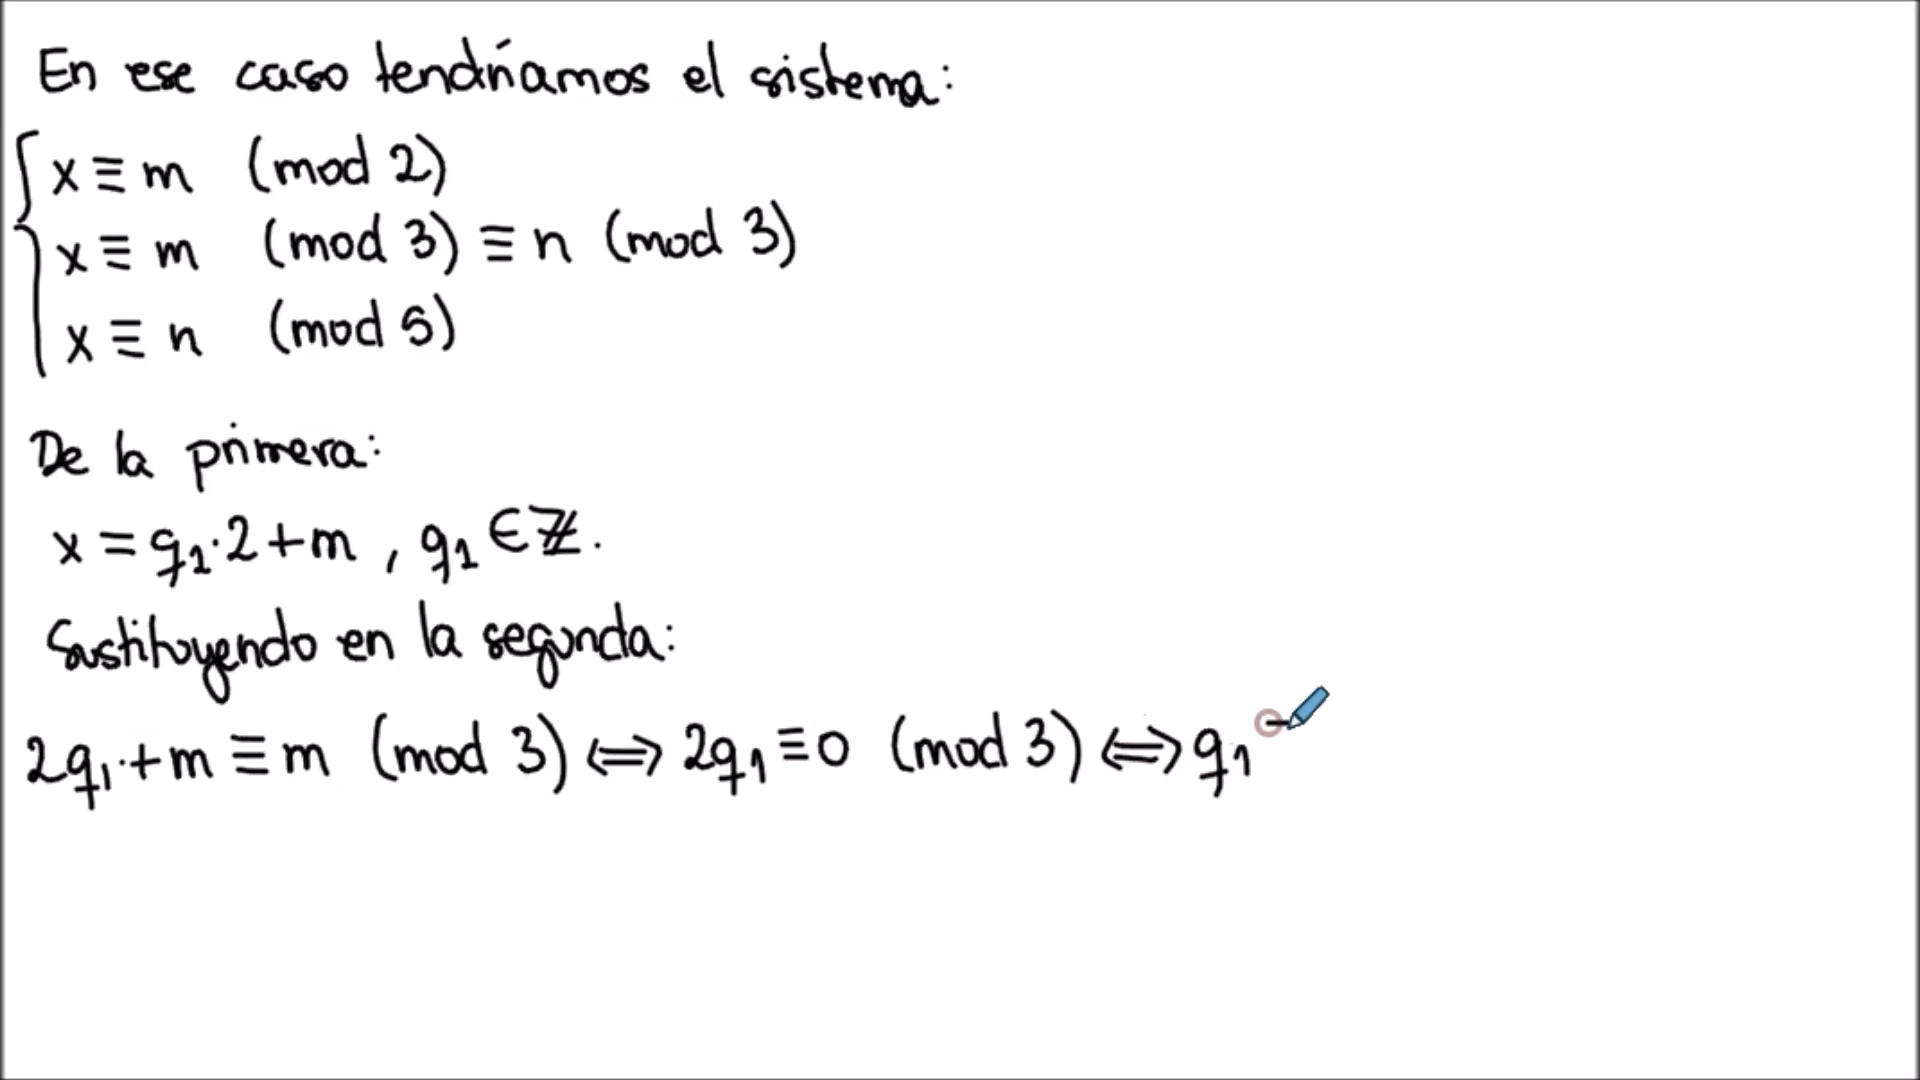 En ese caso tendríamos el sistema:
x ≡ m (mod 2)
x ≡ m (mod 3) ≡ n (mod 3)
x ≡ n (mod 5)
De la primera:
x = q₁·2+m , q₁ ∈ ℤ.
Sustituyendo en la segunda:
2q₁+m ≡ m (mod 3) ⟺ 2q₁ ≡ 0 (mod 3) ⟺ q₁